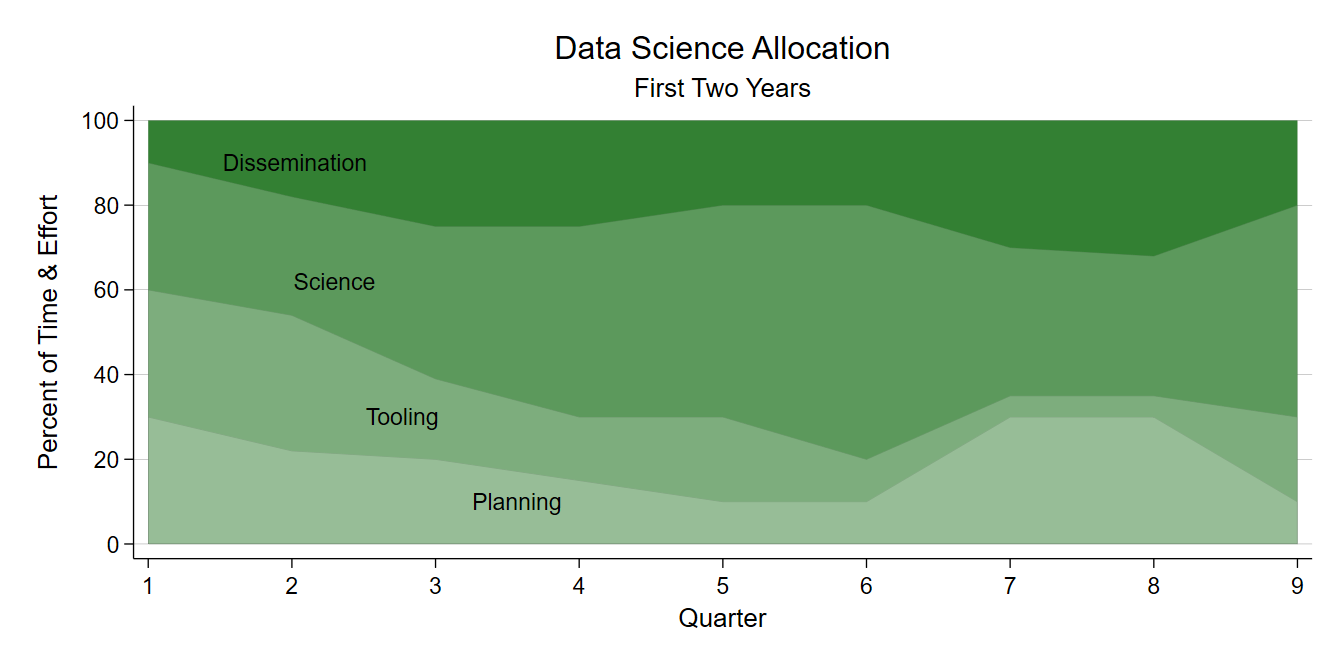 Data Science Allocation
First Two Years
Percent of Time & Effort
100
80
60
40
20
0
Dissemination
Science
Tooling
Planning
1 2 3 4 5 6 7 8 9
Quarter